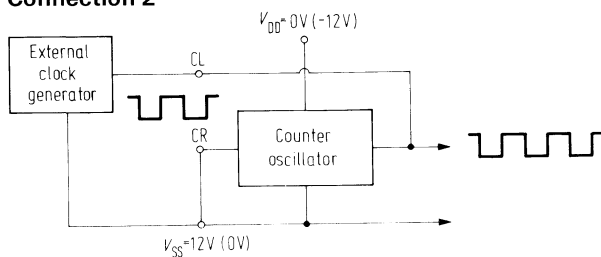 Connection 2
V_DD=0V(-12V)
External
clock
generator
CL
CR
Counter
oscillator
V_SS=12V (0V)